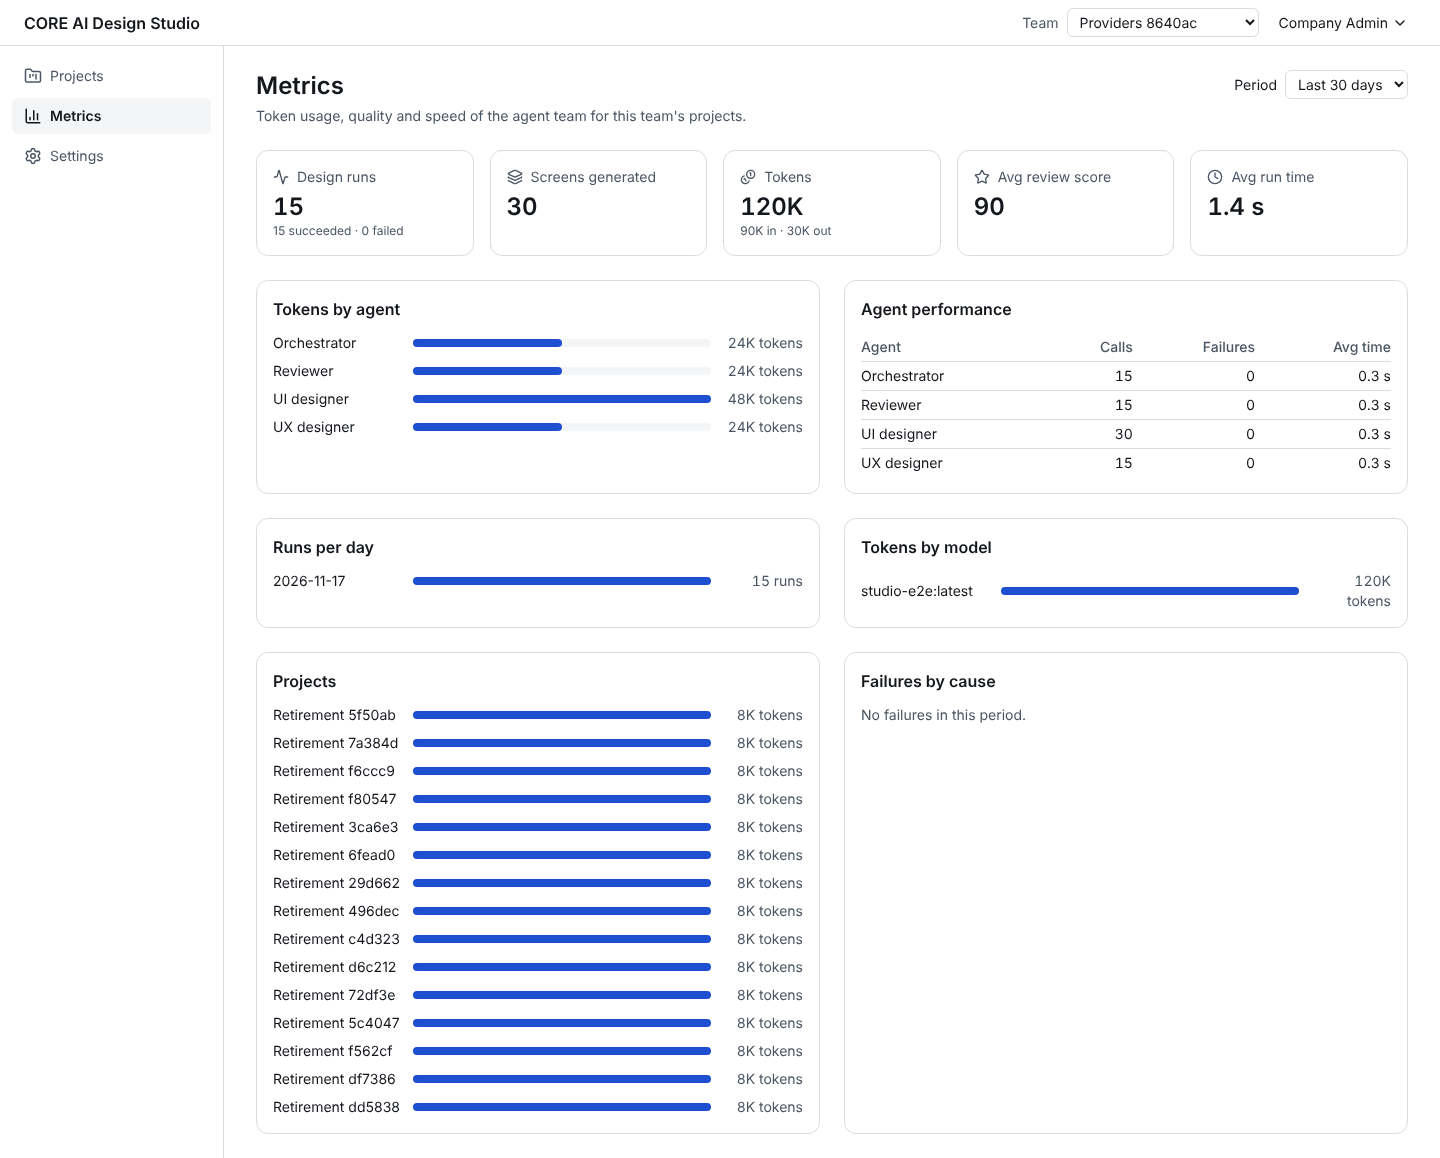 CORE AI Design Studio
Team Providers 8640ac Company Admin
Projects
Metrics
Settings
Metrics
Period Last 30 days
Token usage, quality and speed of the agent team for this team's projects.
Design runs
15
15 succeeded · 0 failed
Screens generated
30
Tokens
120K
90K in · 30K out
Avg review score
90
Avg run time
1.4 s
Tokens by agent
Orchestrator 24K tokens
Reviewer 24K tokens
UI designer 48K tokens
UX designer 24K tokens
Agent performance
Agent Calls Failures Avg time
Orchestrator 15 0 0.3 s
Reviewer 15 0 0.3 s
UI designer 30 0 0.3 s
UX designer 15 0 0.3 s
Runs per day
2026-11-17 15 runs
Tokens by model
studio-e2e:latest 120K
tokens
Projects
Retirement 5f50ab 8K tokens
Retirement 7a384d 8K tokens
Retirement f6ccc9 8K tokens
Retirement f80547 8K tokens
Retirement 3ca6e3 8K tokens
Retirement 6fead0 8K tokens
Retirement 29d662 8K tokens
Retirement 496dec 8K tokens
Retirement c4d323 8K tokens
Retirement d6c212 8K tokens
Retirement 72df3e 8K tokens
Retirement 5c4047 8K tokens
Retirement f562cf 8K tokens
Retirement df7386 8K tokens
Retirement dd5838 8K tokens
Failures by cause
No failures in this period.